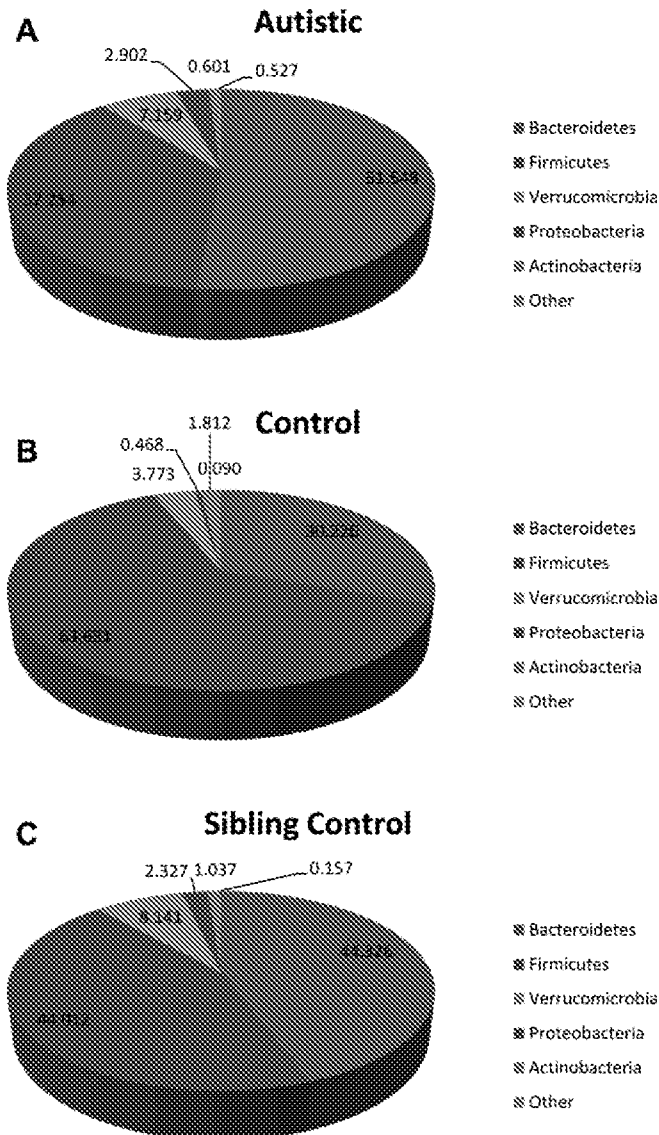 A
Autistic
2.902
0.601
0.527
7.159
Bacteroidetes
Firmicutes
Verrucomicrobia
Proteobacteria
Actinobacteria
Other
B
Control
1.812
0.468
3.773
0.090
Bacteroidetes
Firmicutes
Verrucomicrobia
Proteobacteria
Actinobacteria
Other
C
Sibling Control
2.327
1.037
0.157
Bacteroidetes
Firmicutes
Verrucomicrobia
Proteobacteria
Actinobacteria
Other